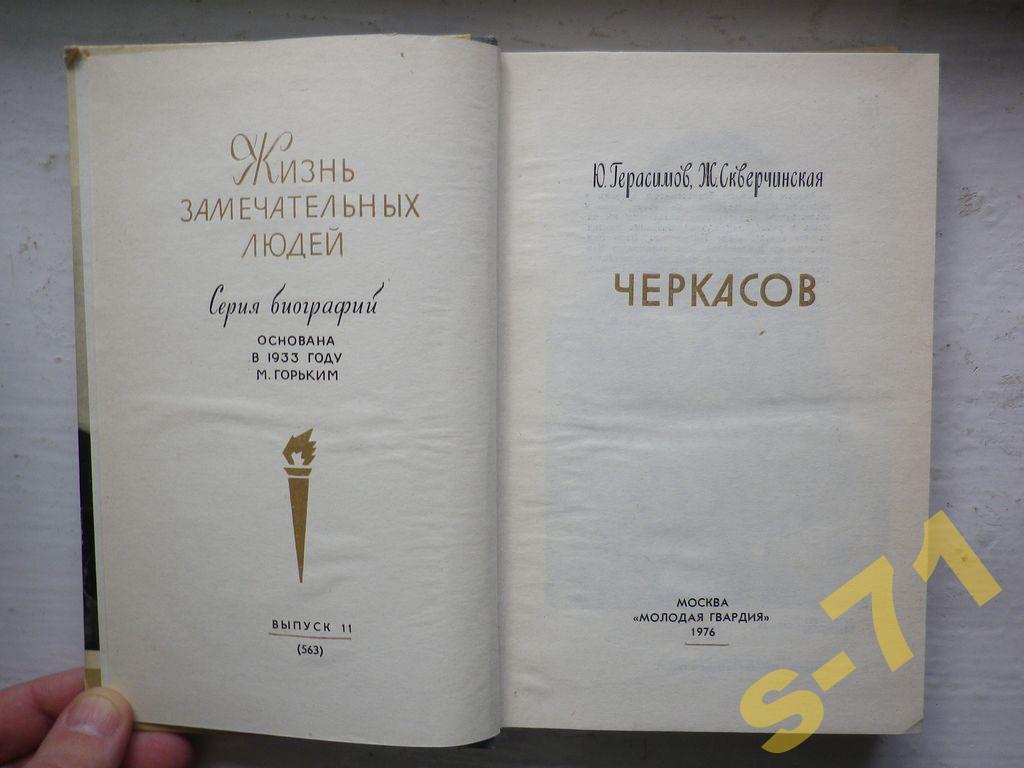 Жизнь
ЗАМЕЧАТЕЛЬНЫХ
ЛЮДЕЙ
Серия биографий
ОСНОВАНА
В 1933 ГОДУ
М. ГОРЬКИМ
ВЫПУСК 11
(563)
Ю. Герасимов, Ж. Скверчинская
ЧЕРКАСОВ
МОСКВА
«МОЛОДАЯ ГВАРДИЯ»
1976
s-71